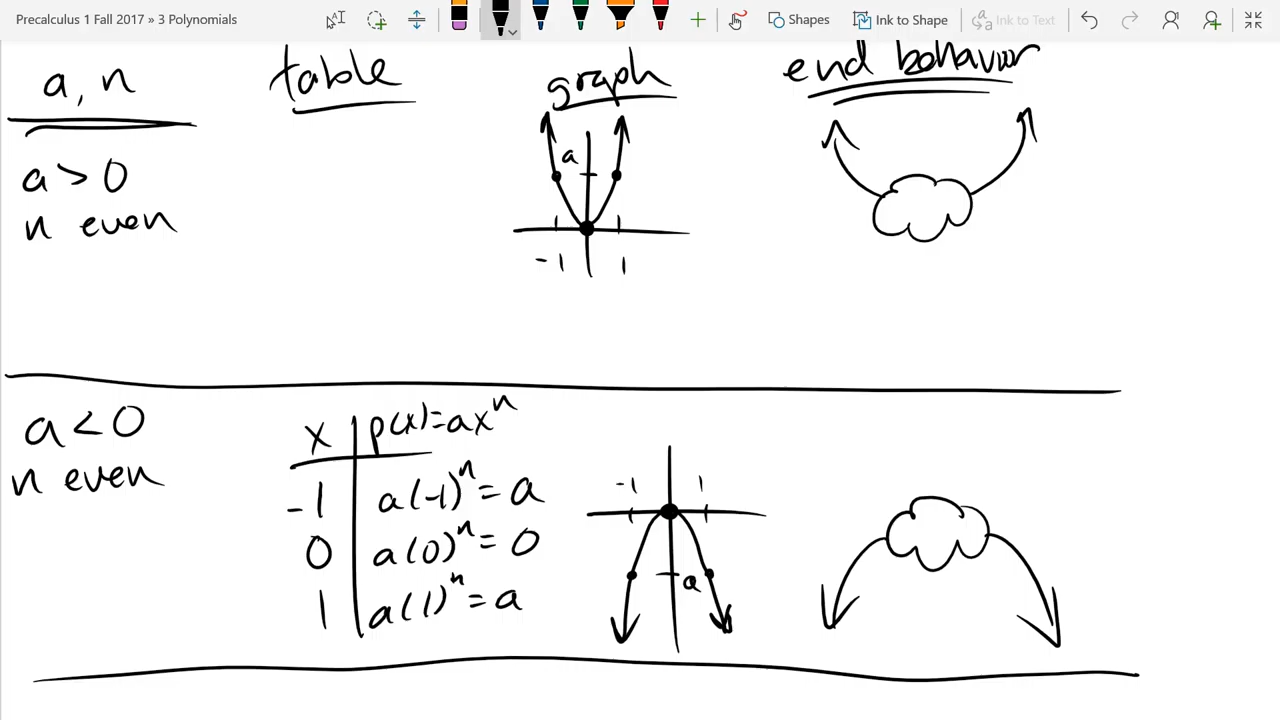 Precalculus 1 Fall 2017 » 3 Polynomials
Shapes
Ink to Shape
Ink to Text
a, n
table
graph
end behavior
a > 0
n even
a
-1
1
a < 0
n even
x
p(x)=ax^n
-1
a(-1)^n = a
0
a(0)^n = 0
1
a(1)^n = a
-1
1
a